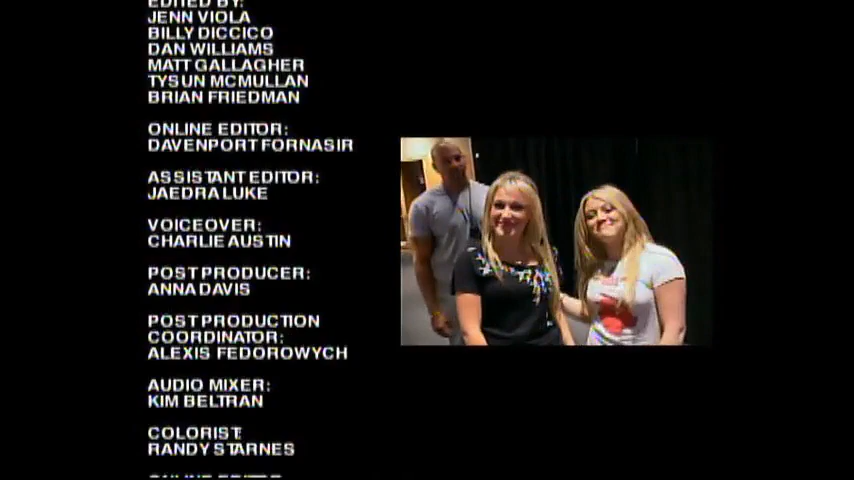 EDITED BY:
JENN VIOLA
BILLY DICCICO
DAN WILLIAMS
MATT GALLAGHER
TYSUN MCMULLAN
BRIAN FRIEDMAN
ONLINE EDITOR:
DAVENPORT FORNASIR
ASSISTANT EDITOR:
JAEDRA LUKE
VOICEOVER:
CHARLIE AUSTIN
POST PRODUCER:
ANNA DAVIS
POST PRODUCTION
COORDINATOR:
ALEXIS FEDOROWYCH
AUDIO MIXER:
KIM BELTRAN
COLORIST:
RANDY STARNES
ONLINE EDITOR: